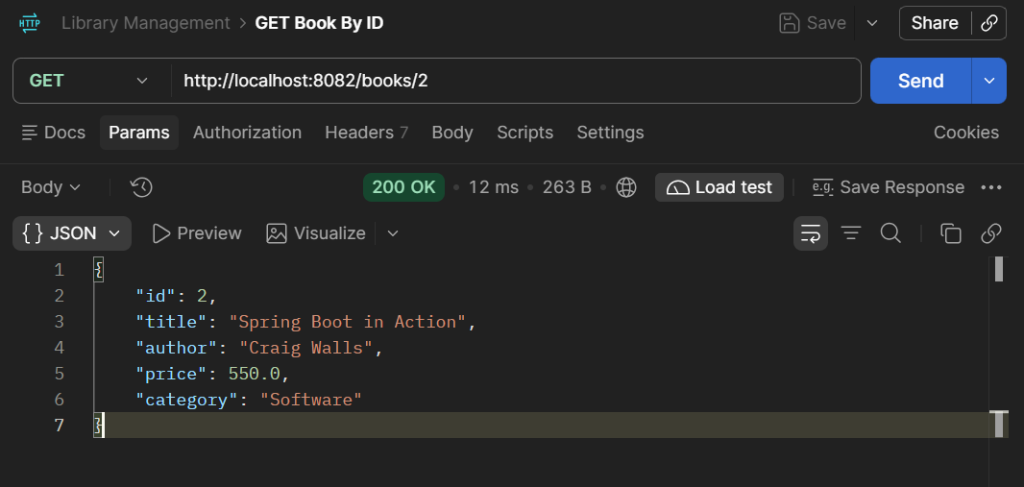 HTTP Library Management > GET Book By ID Save Share
GET http://localhost:8082/books/2 Send
Docs Params Authorization Headers 7 Body Scripts Settings Cookies
Body 200 OK • 12 ms • 263 B • Load test e.g. Save Response •••
{} JSON Preview Visualize
1 {
2 "id": 2,
3 "title": "Spring Boot in Action",
4 "author": "Craig Walls",
5 "price": 550.0,
6 "category": "Software"
7 }